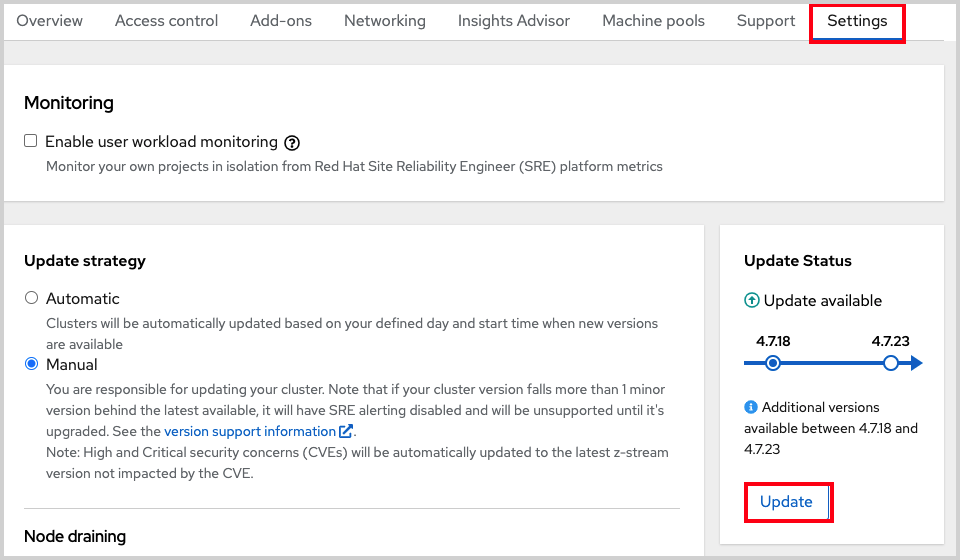 Overview Access control Add-ons Networking Insights Advisor Machine pools Support Settings
Monitoring
Enable user workload monitoring
Monitor your own projects in isolation from Red Hat Site Reliability Engineer (SRE) platform metrics
Update strategy
Automatic
Clusters will be automatically updated based on your defined day and start time when new versions
are available
Manual
You are responsible for updating your cluster. Note that if your cluster version falls more than 1 minor
version behind the latest available, it will have SRE alerting disabled and will be unsupported until it's
upgraded. See the version support information.
Note: High and Critical security concerns (CVEs) will be automatically updated to the latest z-stream
version not impacted by the CVE.
Node draining
Update Status
Update available
4.7.18 4.7.23
Additional versions
available between 4.7.18 and
4.7.23
Update